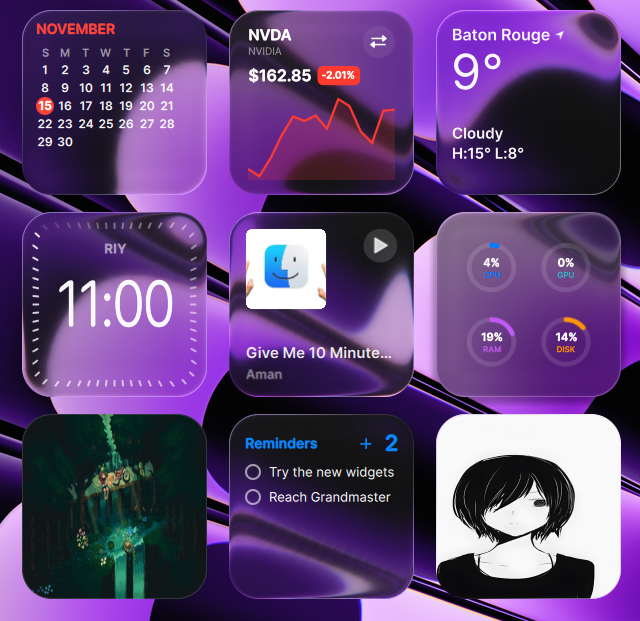 NOVEMBER
S M T W T F S
1 2 3 4 5 6 7
8 9 10 11 12 13 14
15 16 17 18 19 20 21
22 23 24 25 26 27 28
29 30
NVDA
NVIDIA
$162.85 -2.01%
Baton Rouge
9°
Cloudy
H:15° L:8°
RIY
11:00
Give Me 10 Minute...
Aman
4%
CPU
0%
GPU
19%
RAM
14%
DISK
Reminders + 2
Try the new widgets
Reach Grandmaster